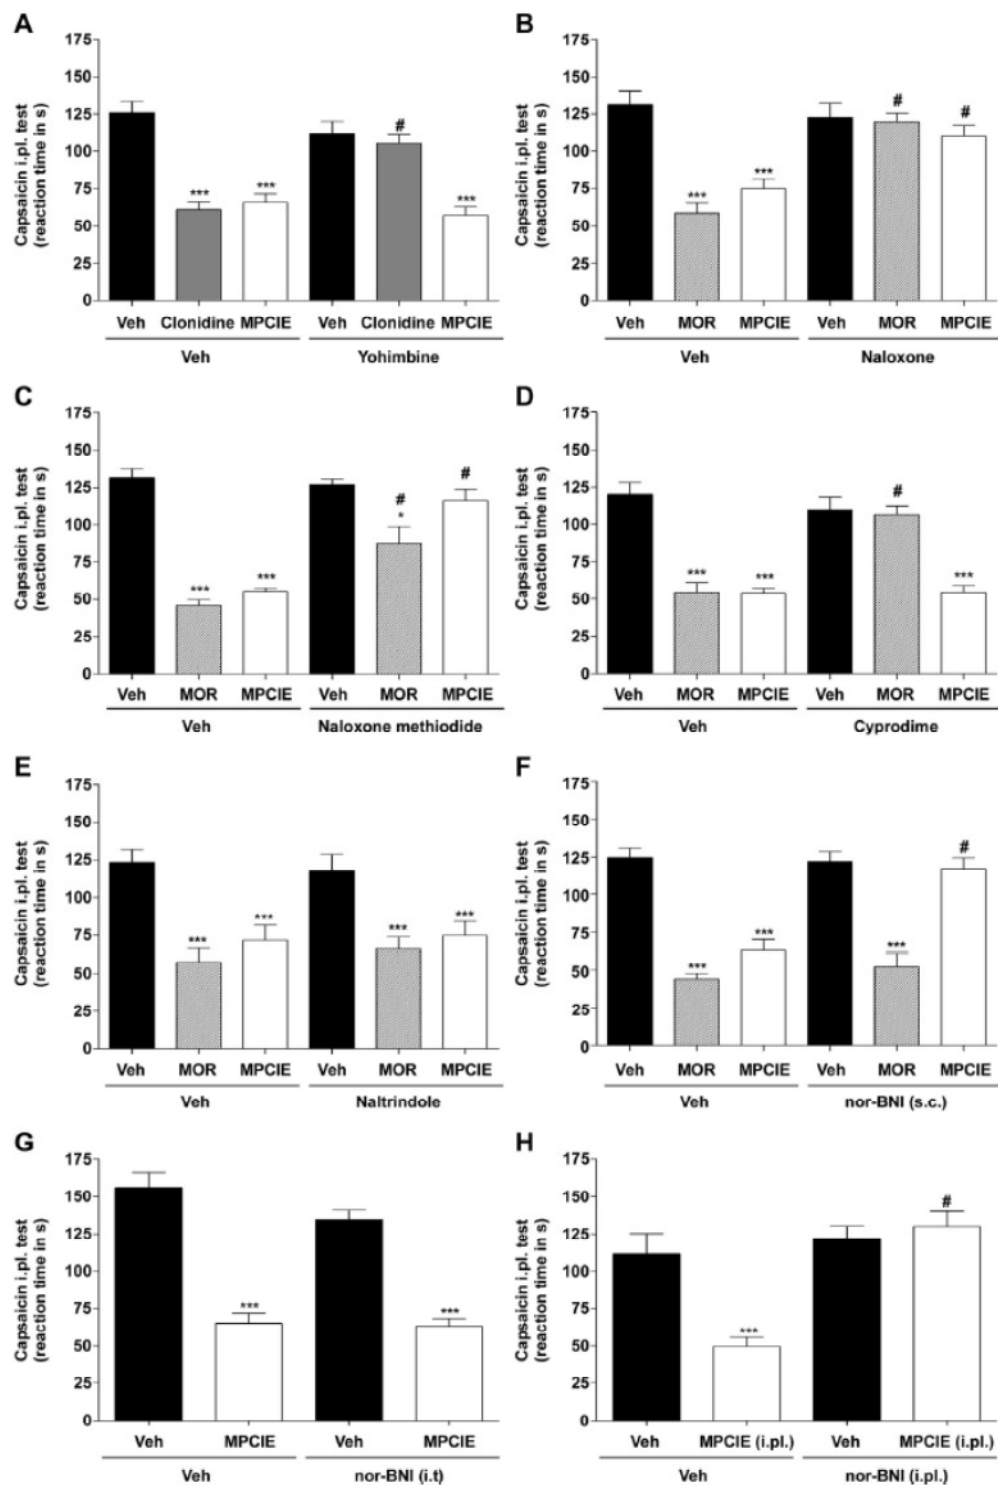 A
Capsaicin i.pl. test
(reaction time in s)
175
150
125
100
75
50
25
0
***
***
#
***
Veh Clonidine MPCIE Veh Clonidine MPCIE
Veh Yohimbine
B
Capsaicin i.pl. test
(reaction time in s)
175
150
125
100
75
50
25
0
***
***
#
#
Veh MOR MPCIE Veh MOR MPCIE
Veh Naloxone
C
Capsaicin i.pl. test
(reaction time in s)
175
150
125
100
75
50
25
0
***
***
#
*
#
Veh MOR MPCIE Veh MOR MPCIE
Veh Naloxone methiodide
D
Capsaicin i.pl. test
(reaction time in s)
175
150
125
100
75
50
25
0
***
***
#
***
Veh MOR MPCIE Veh MOR MPCIE
Veh Cyprodime
E
Capsaicin i.pl. test
(reaction time in s)
175
150
125
100
75
50
25
0
***
***
***
***
Veh MOR MPCIE Veh MOR MPCIE
Veh Naltrindole
F
Capsaicin i.pl. test
(reaction time in s)
175
150
125
100
75
50
25
0
***
***
***
#
Veh MOR MPCIE Veh MOR MPCIE
Veh nor-BNI (s.c.)
G
Capsaicin i.pl. test
(reaction time in s)
175
150
125
100
75
50
25
0
***
***
Veh MPCIE Veh MPCIE
Veh nor-BNI (i.t)
H
Capsaicin i.pl. test
(reaction time in s)
175
150
125
100
75
50
25
0
***
#
Veh MPCIE (i.pl.) Veh MPCIE (i.pl.)
Veh nor-BNI (i.pl.)